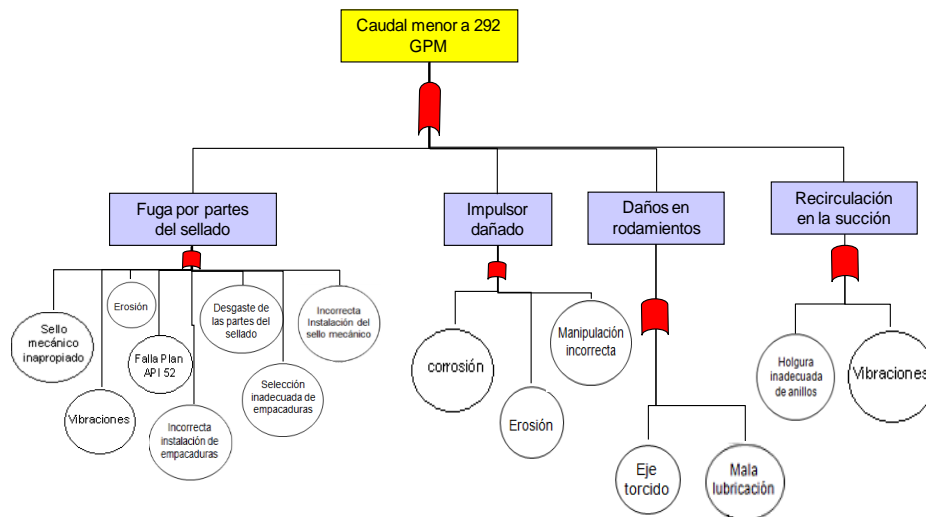 Caudal menor a 292
GPM
Fuga por partes
del sellado
Impulsor
dañado
Daños en
rodamientos
Recirculación
en la succión
Sello
mecánico
inapropiado
Vibraciones
Erosión
Falla Plan
API 52
Incorrecta
instalación de
empacaduras
Desgaste de
las partes del
sellado
Selección
inadecuada de
empacaduras
Incorrecta
Instalación del
sello mecánico
corrosión
Erosión
Manipulación
incorrecta
Eje
torcido
Mala
lubricación
Holgura
inadecuada
de anillos
Vibraciones